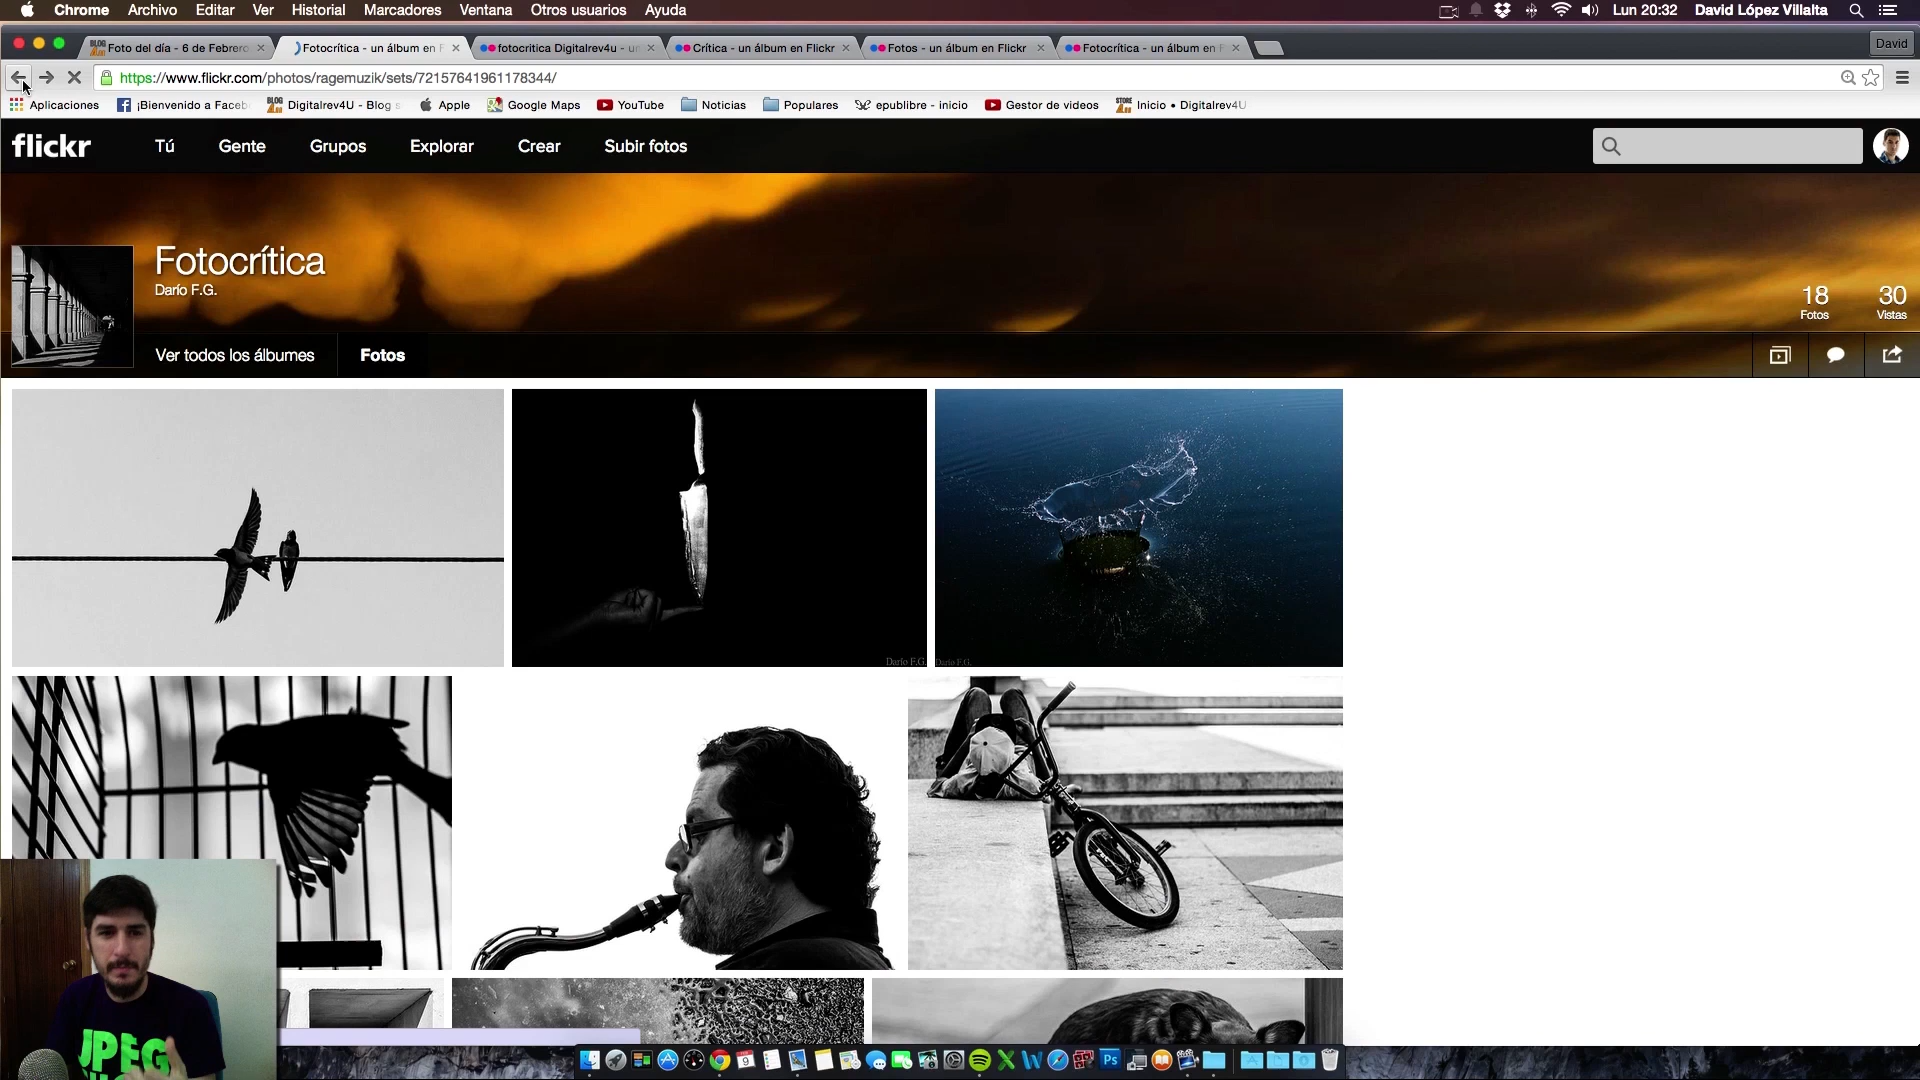 Chrome Archivo Editar Ver Historial Marcadores Ventana Otros usuarios Ayuda Lun 20:32 David López Villalta
Foto del día - 6 de Febrero Fotocrítica - un álbum en F fotocritica Digitalrev4u - un Crítica - un álbum en Flickr Fotos - un álbum en Flickr Fotocrítica - un álbum en F David
https://www.flickr.com/photos/ragemuzik/sets/72157641961178344/
Aplicaciones ¡Bienvenido a Faceb Digitalrev4U - Blog s Apple Google Maps YouTube Noticias Populares epublibre - inicio Gestor de videos Inicio • Digitalrev4U
flickr Tú Gente Grupos Explorar Crear Subir fotos
Fotocrítica
Darío F.G.
18 30
Fotos Vistas
Ver todos los álbumes Fotos
Darío F.G. Darío F.G.
JPEG